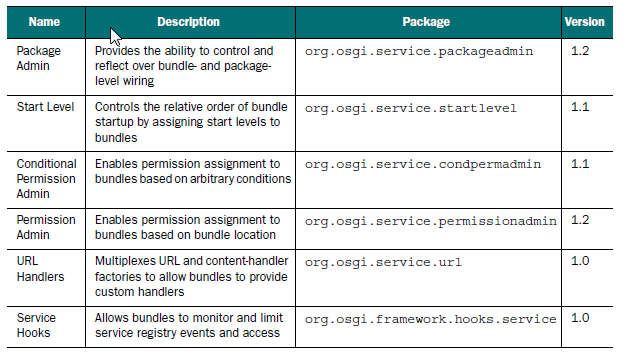 Name Description Package Version
Package Provides the ability to control and org.osgi.service.packageadmin 1.2
Admin reflect over bundle- and package-
level wiring
Start Level Controls the relative order of bundle org.osgi.service.startlevel 1.1
startup by assigning start levels to
bundles
Conditional Enables permission assignment to org.osgi.service.condpermadmin 1.1
Permission bundles based on arbitrary conditions
Admin
Permission Enables permission assignment to org.osgi.service.permissionadmin 1.2
Admin bundles based on bundle location
URL Multiplexes URL and content-handler org.osgi.service.url 1.0
Handlers factories to allow bundles to provide
custom handlers
Service Allows bundles to monitor and limit org.osgi.framework.hooks.service 1.0
Hooks service registry events and access